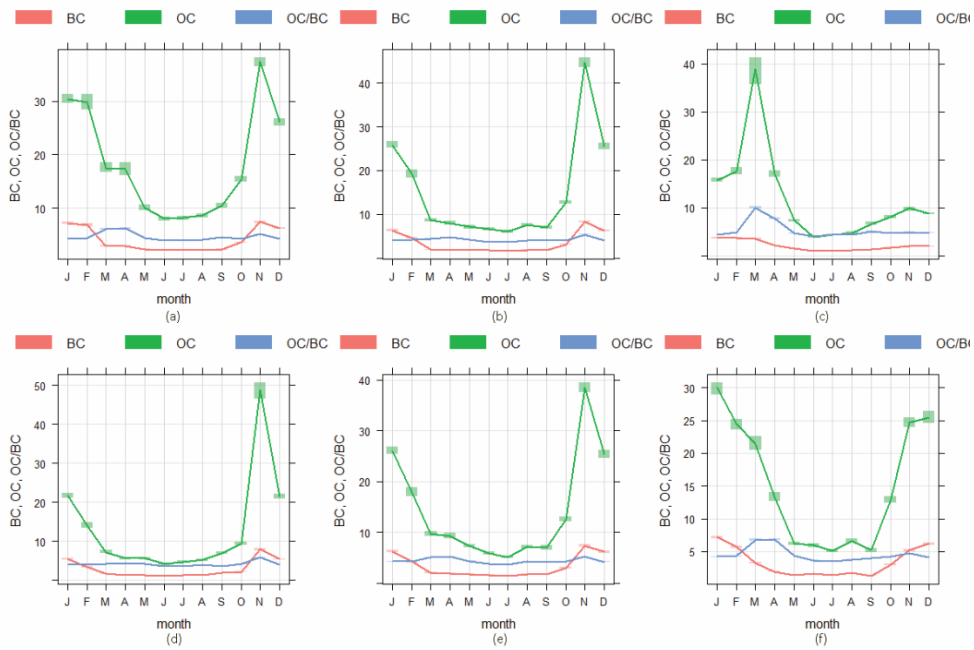 BC OC OC/BC BC OC OC/BC BC OC OC/BC
BC, OC, OC/BC
30
20
10
J F M A M J J A S O N D
month
(a)
BC, OC, OC/BC
40
30
20
10
J F M A M J J A S O N D
month
(b)
BC, OC, OC/BC
40
30
20
10
J F M A M J J A S O N D
month
(c)
BC OC OC/BC BC OC OC/BC BC OC OC/BC
BC, OC, OC/BC
50
40
30
20
10
J F M A M J J A S O N D
month
(d)
BC, OC, OC/BC
40
30
20
10
J F M A M J J A S O N D
month
(e)
BC, OC, OC/BC
30
25
20
15
10
5
J F M A M J J A S O N D
month
(f)